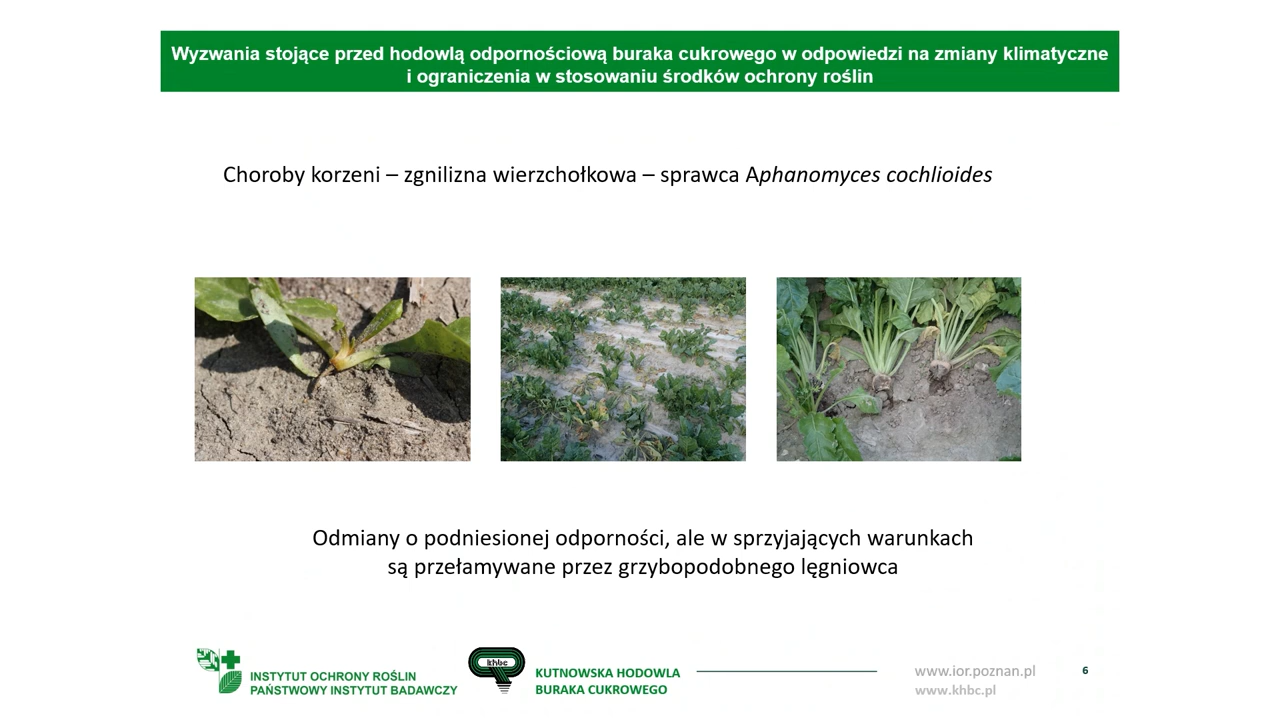 Wyzwania stojące przed hodowlą odpornościową buraka cukrowego w odpowiedzi na zmiany klimatyczne
i ograniczenia w stosowaniu środków ochrony roślin
Choroby korzeni – zgnilizna wierzchołkowa – sprawca Aphanomyces cochlioides
Odmiany o podniesionej odporności, ale w sprzyjających warunkach
są przełamywane przez grzybopodobnego lęgniowca
INSTYTUT OCHRONY ROŚLIN
PAŃSTWOWY INSTYTUT BADAWCZY
khbc
KUTNOWSKA HODOWLA
BURAKA CUKROWEGO
www.ior.poznan.pl
www.khbc.pl
6